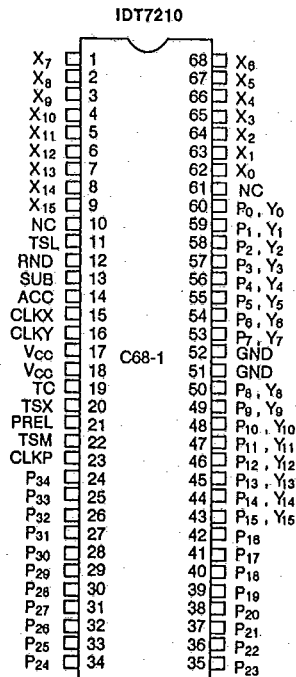 IDT7210
X7 1 68 X6
X8 2 67 X5
X9 3 66 X4
X10 4 65 X3
X11 5 64 X2
X12 6 63 X1
X13 7 62 X0
X14 8 61 NC
X15 9 60 P0, Y0
NC 10 59 P1, Y1
TSL 11 58 P2, Y2
RND 12 57 P3, Y3
SUB 13 56 P4, Y4
ACC 14 55 P5, Y5
CLKX 15 54 P6, Y6
CLKY 16 53 P7, Y7
VCC 17 C68-1 52 GND
VCC 18 51 GND
TC 19 50 P8, Y8
TSX 20 49 P9, Y9
PREL 21 48 P10, Y10
TSM 22 47 P11, Y11
CLKP 23 46 P12, Y12
P34 24 45 P13, Y13
P33 25 44 P14, Y14
P32 26 43 P15, Y15
P31 27 42 P16
P30 28 41 P17
P29 29 40 P18
P28 30 39 P19
P27 31 38 P20
P26 32 37 P21
P25 33 36 P22
P24 34 35 P23